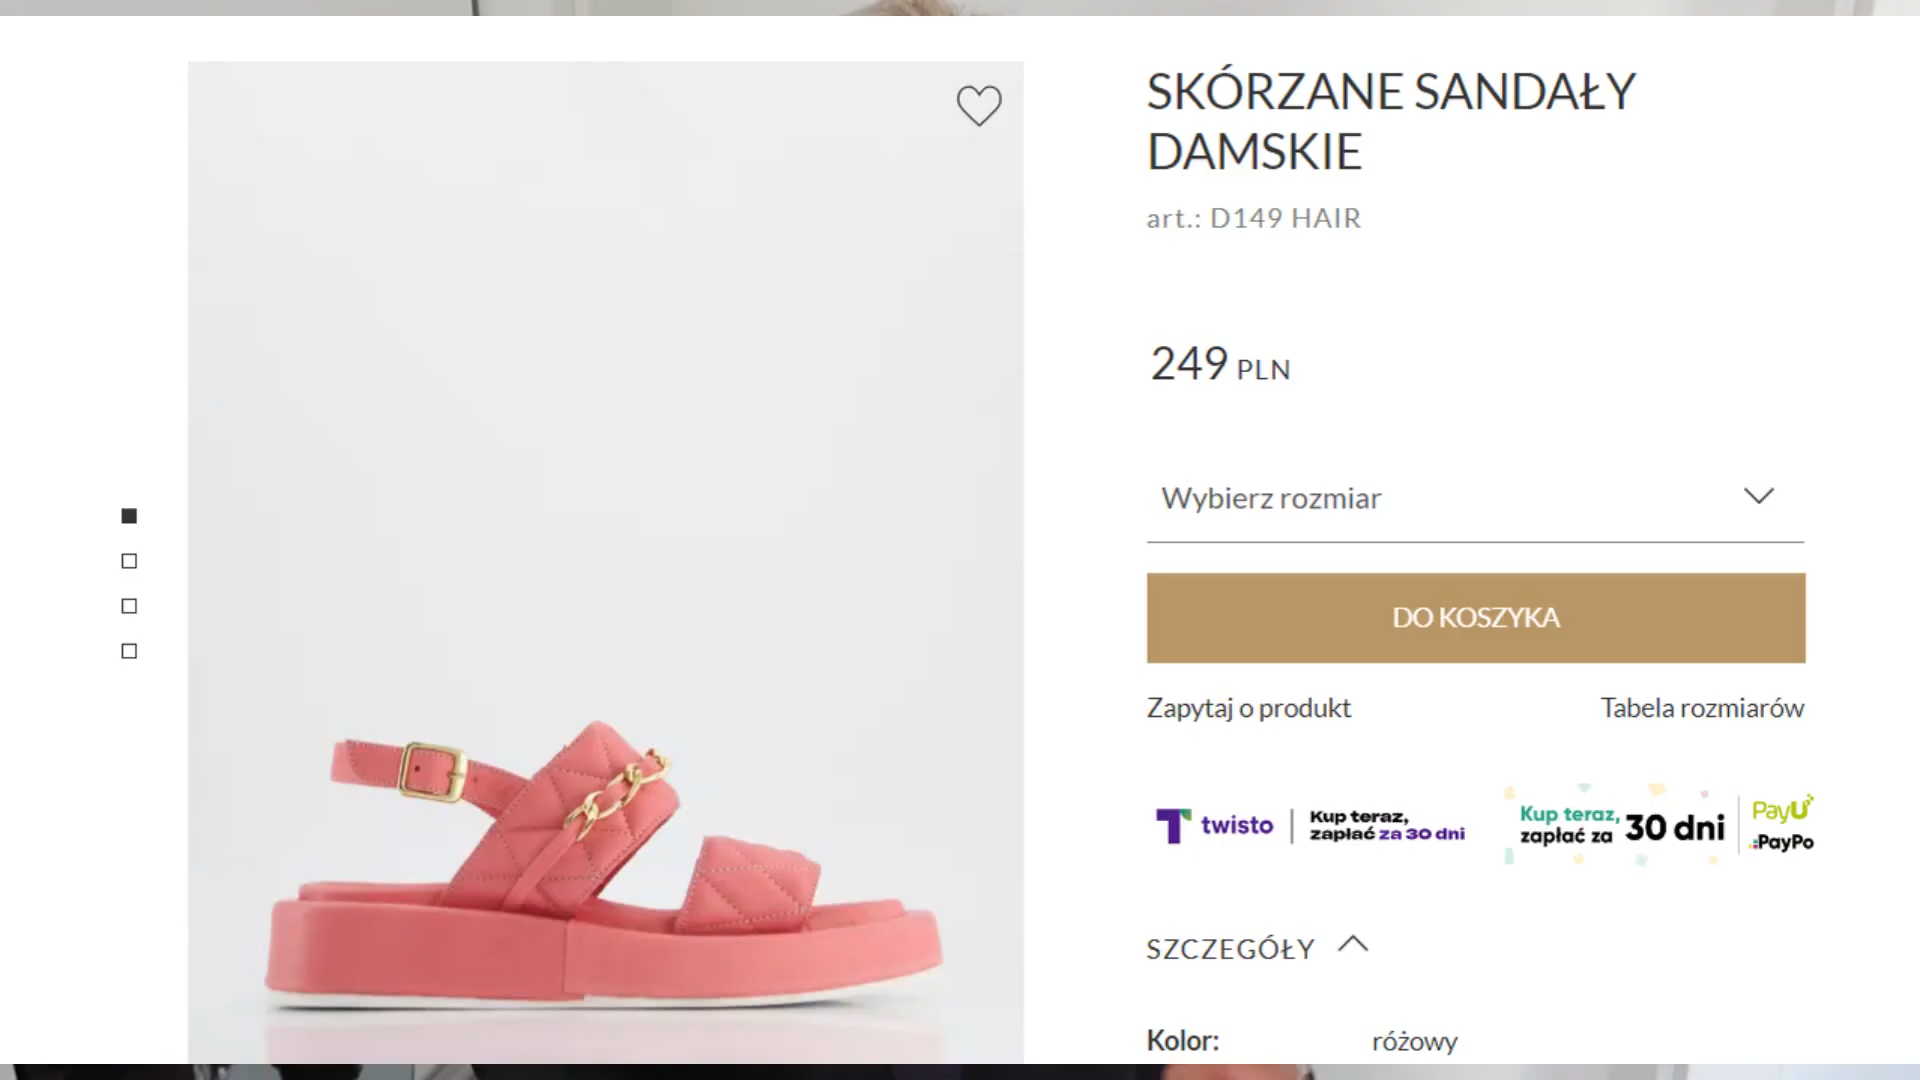 SKÓRZANE SANDAŁY
DAMSKIE
art.: D149 HAIR
249 PLN
Wybierz rozmiar
DO KOSZYKA
Zapytaj o produkt
Tabela rozmiarów
twisto
Kup teraz,
zapłać za 30 dni
Kup teraz,
zapłać za 30 dni
PayU
PayPo
SZCZEGÓŁY
Kolor: różowy